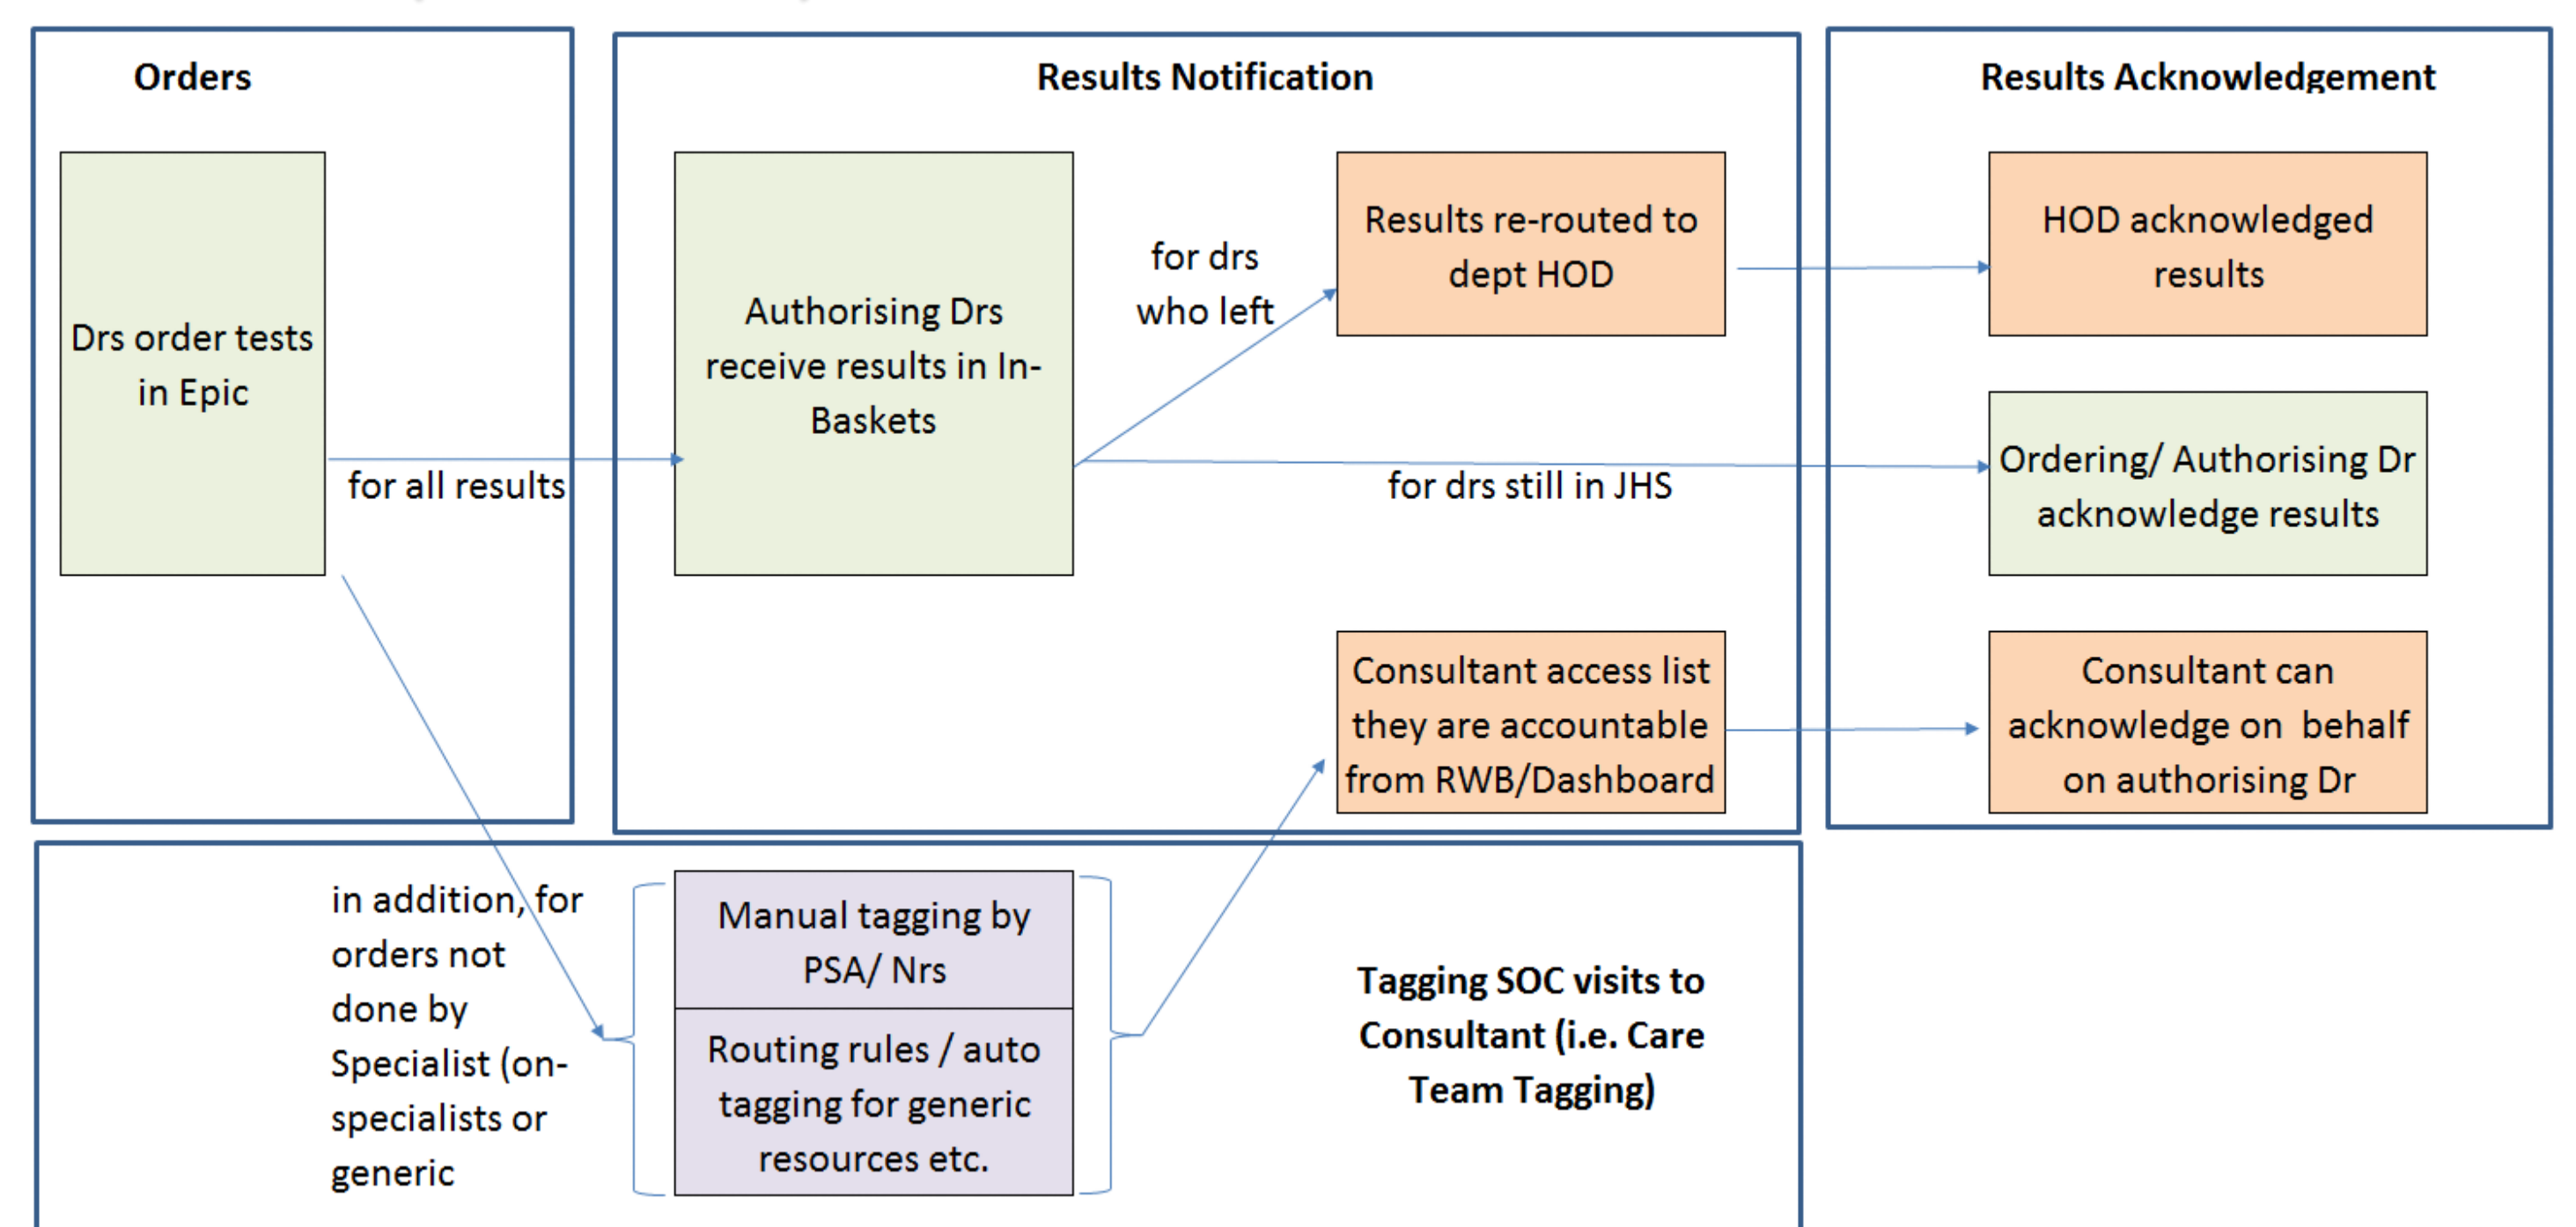 Orders
Drs order tests
in Epic
for all results
Results Notification
Authorising Drs
receive results in In-
Baskets
for drs
who left
Results re-routed to
dept HOD
for drs still in JHS
Consultant access list
they are accountable
from RWB/Dashboard
Results Acknowledgement
HOD acknowledged
results
Ordering/ Authorising Dr
acknowledge results
Consultant can
acknowledge on behalf
on authorising Dr
in addition, for
orders not
done by
Specialist (on-
specialists or
generic
Manual tagging by
PSA/ Nrs
Routing rules / auto
tagging for generic
resources etc.
Tagging SOC visits to
Consultant (i.e. Care
Team Tagging)